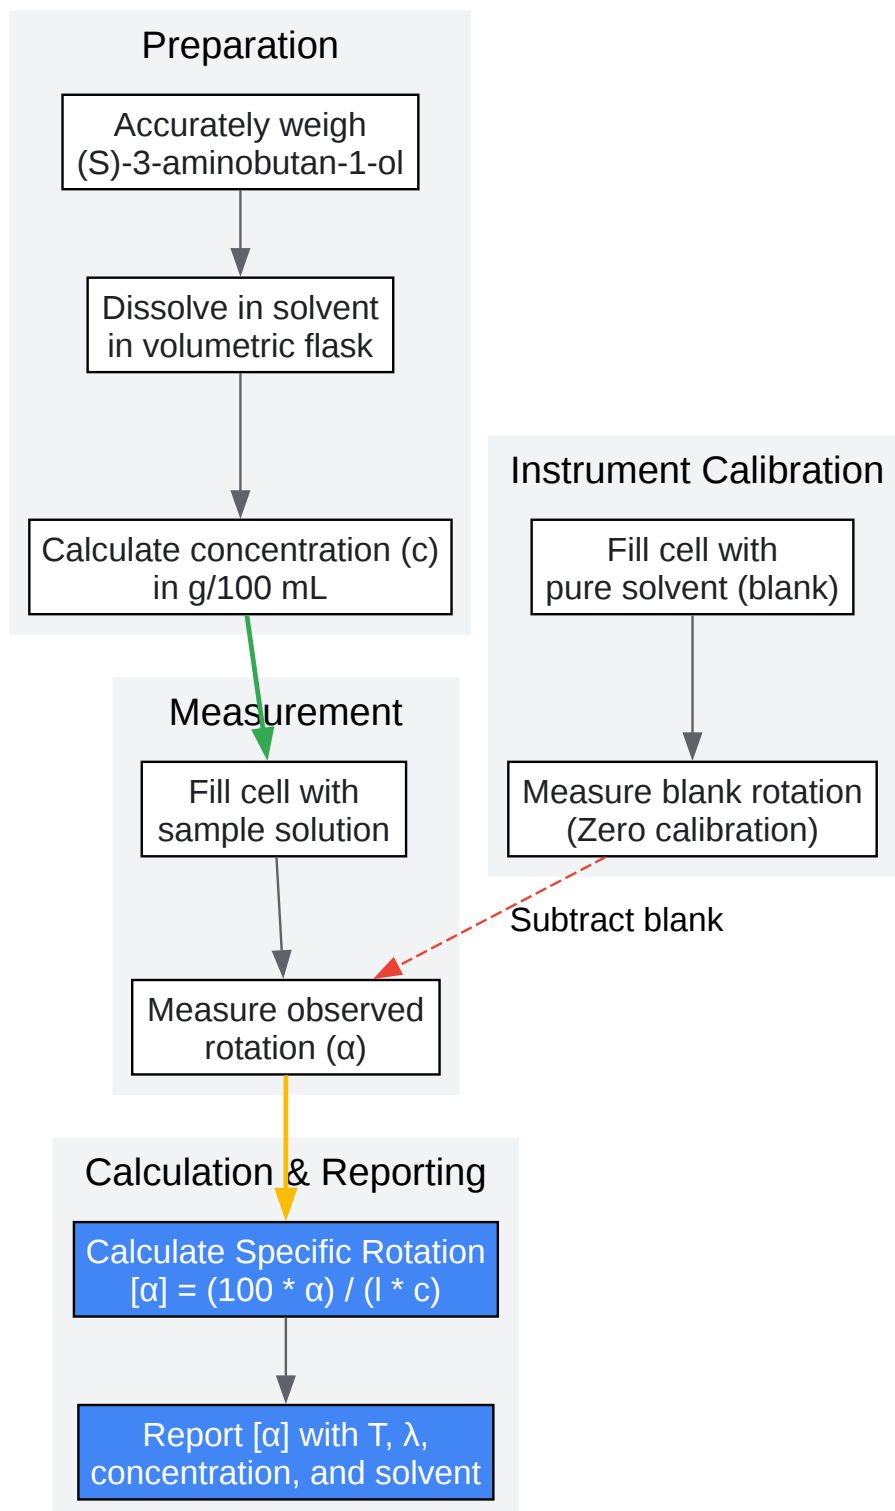 Preparation
Accurately weigh
(S)-3-aminobutan-1-ol
Dissolve in solvent
in volumetric flask
Calculate concentration (c)
in g/100 mL
Instrument Calibration
Fill cell with
pure solvent (blank)
Measure blank rotation
(Zero calibration)
Subtract blank
Measurement
Fill cell with
sample solution
Measure observed
rotation (α)
Calculation & Reporting
Calculate Specific Rotation
[α] = (100 * α) / (l * c)
Report [α] with T, λ,
concentration, and solvent